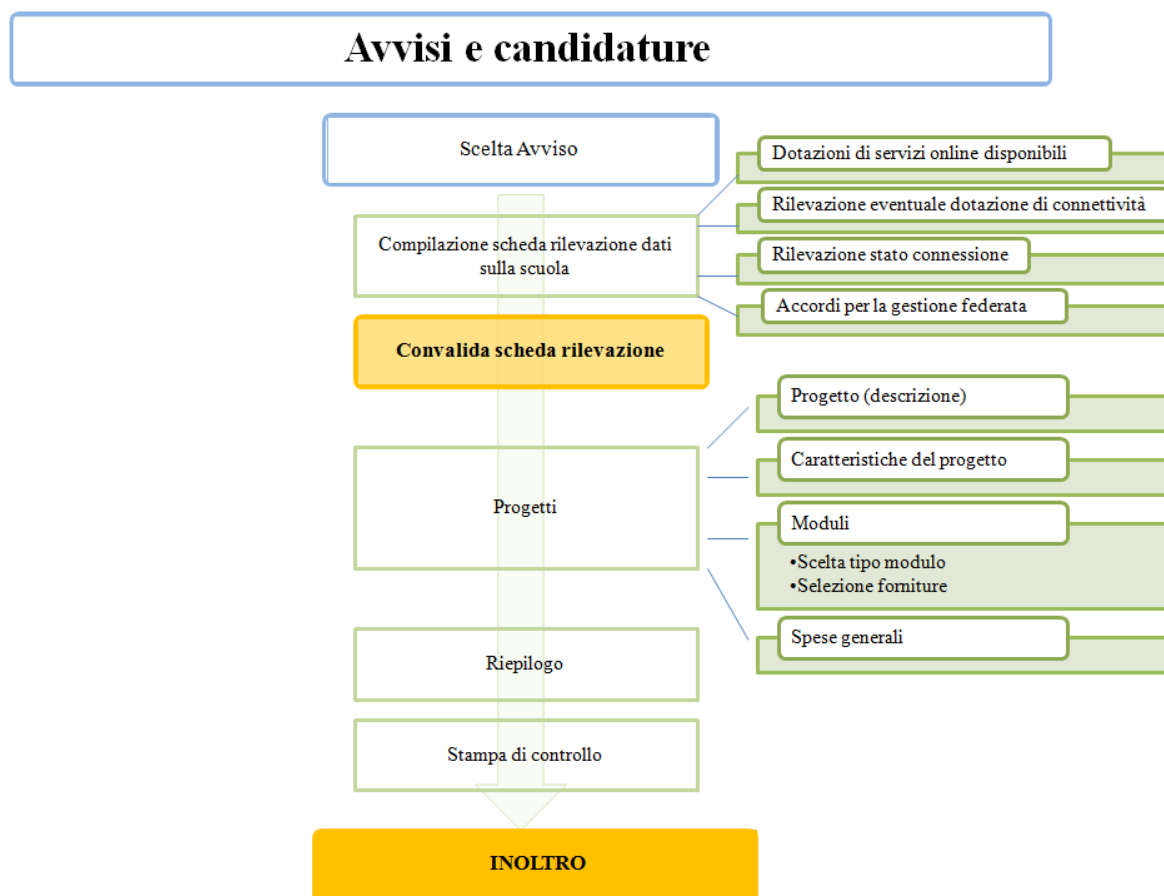 Avvisi e candidature
Scelta Avviso
Compilazione scheda rilevazione dati
sulla scuola
Dotazioni di servizi online disponibili
Rilevazione eventuale dotazione di connettività
Rilevazione stato connessione
Accordi per la gestione federata
Convalida scheda rilevazione
Progetti
Progetto (descrizione)
Caratteristiche del progetto
Moduli
•Scelta tipo modulo
•Selezione forniture
Spese generali
Riepilogo
Stampa di controllo
INOLTRO